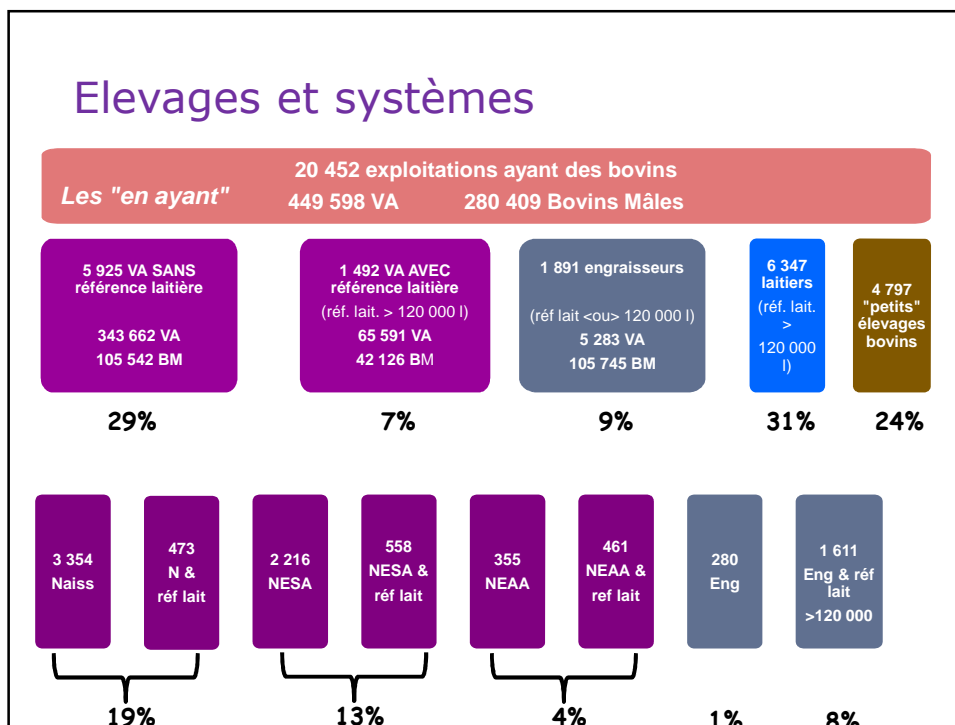 Elevages et systèmes
20 452 exploitations ayant des bovins
Les "en ayant"
449 598 VA 280 409 Bovins Mâles
5 925 VA SANS
référence laitière
343 662 VA
105 542 BM
1 492 VA AVEC
référence laitière
(réf. lait. > 120 000 l)
65 591 VA
42 126 BM
1 891 engraisseurs
(réf lait <ou> 120 000 l)
5 283 VA
105 745 BM
6 347
laitiers
(réf. lait.
>
120 000
l)
4 797
"petits"
élevages
bovins
29%
7%
9%
31%
24%
3 354
Naiss
473
N &
réf lait
2 216
NESA
558
NESA &
réf lait
355
NEAA
461
NEAA &
ref lait
280
Eng
1 611
Eng & réf
lait
>120 000
19%
13%
4%
1%
8%